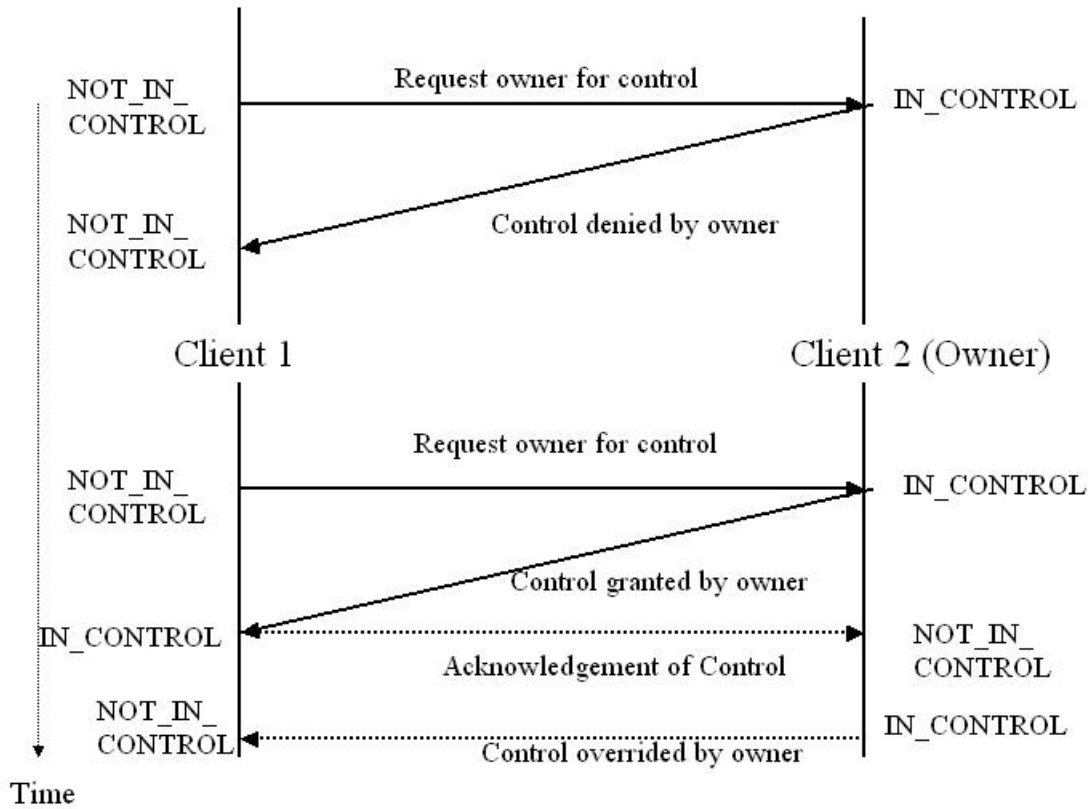 Request owner for control
NOT_IN_
CONTROL
IN_CONTROL
NOT_IN_
CONTROL
Control denied by owner
Client 1
Client 2 (Owner)
Request owner for control
NOT_IN_
CONTROL
IN_CONTROL
Control granted by owner
IN_CONTROL
NOT_IN_
CONTROL
Acknowledgement of Control
NOT_IN_
CONTROL
IN_CONTROL
Control overrided by owner
Time